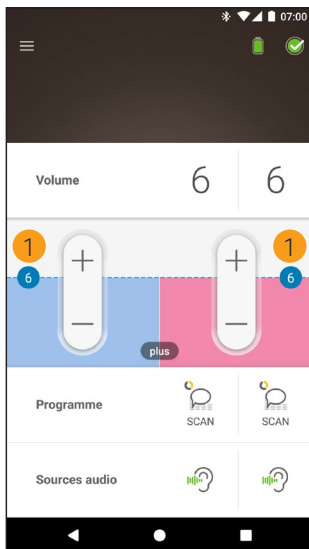 07:00
Volume 6 6
1 + + 1
6 6
− −
plus
Programme SCAN SCAN
Sources audio